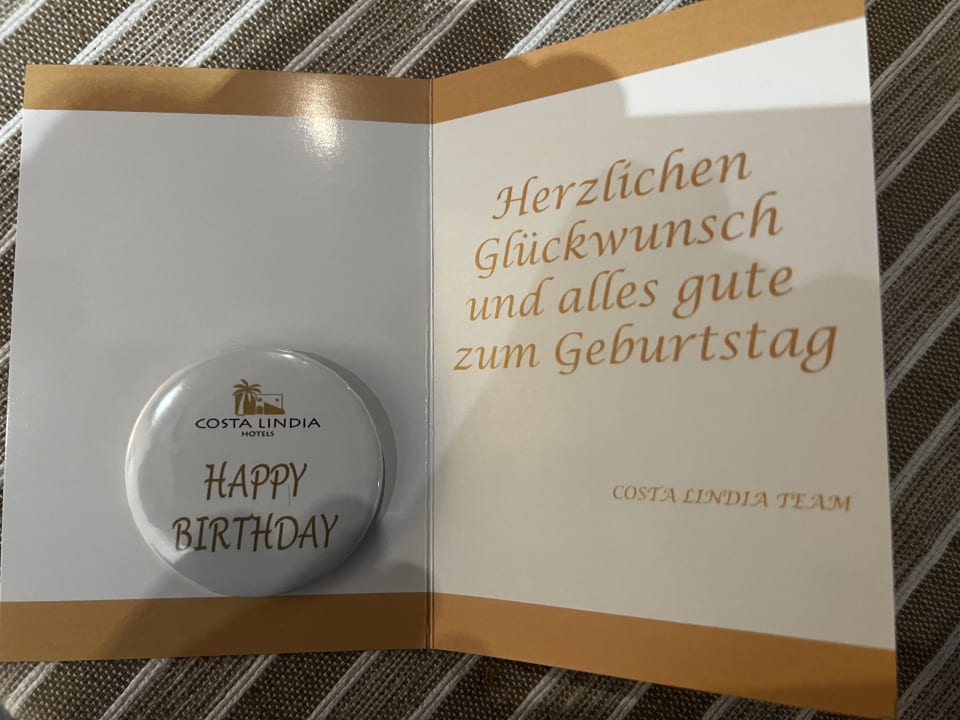 COSTA LINDIA
HOTELS
HAPPY
BIRTHDAY
Herzlichen
Glückwunsch
und alles gute
zum Geburtstag
COSTA LINDIA TEAM